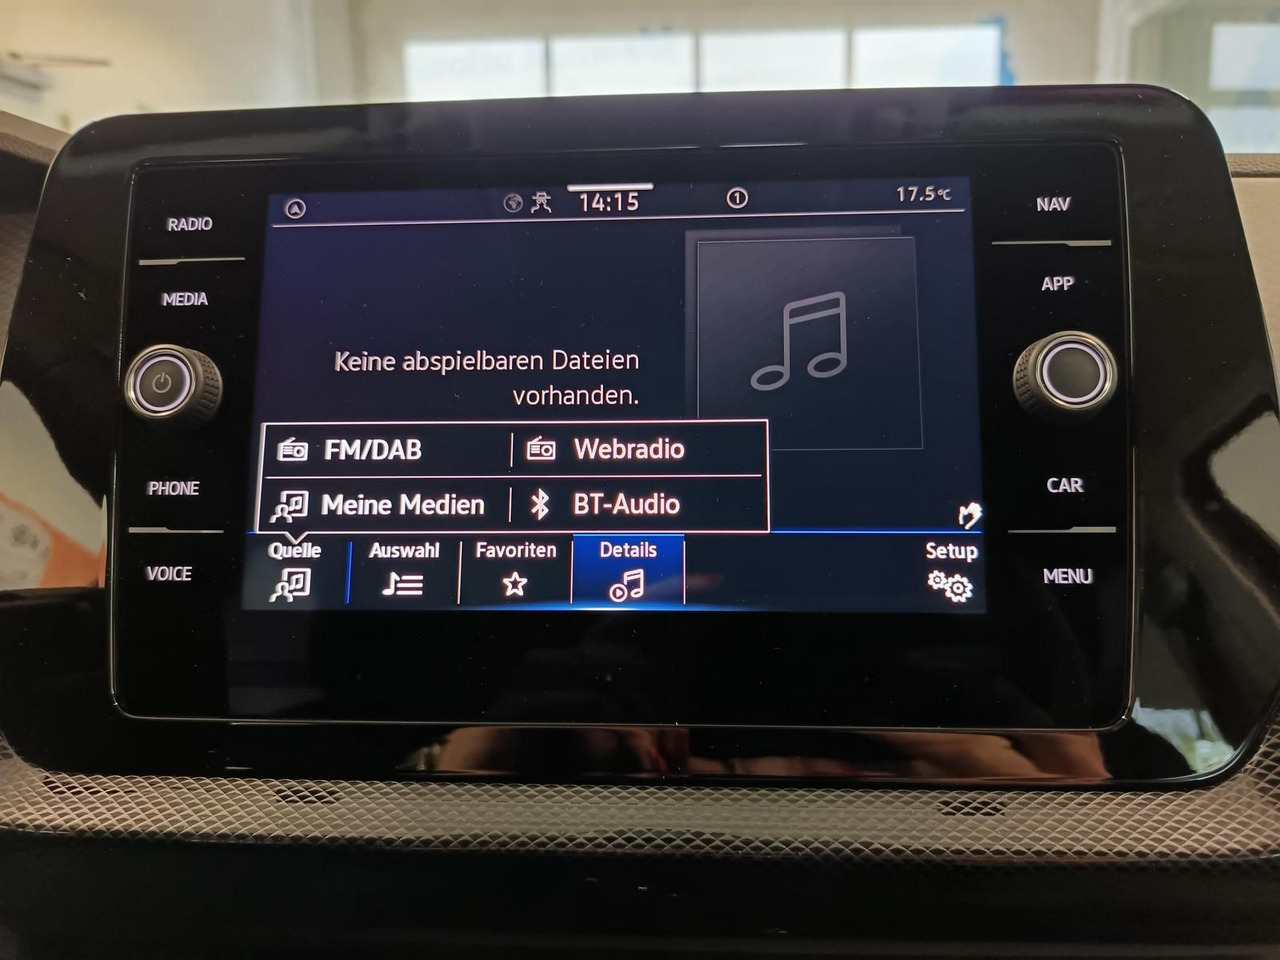 14:15
1
17.5°C
RADIO
MEDIA
PHONE
VOICE
NAV
APP
CAR
MENU
Keine abspielbaren Dateien
vorhanden.
FM/DAB Webradio
Meine Medien BT-Audio
Quelle Auswahl Favoriten Details Setup